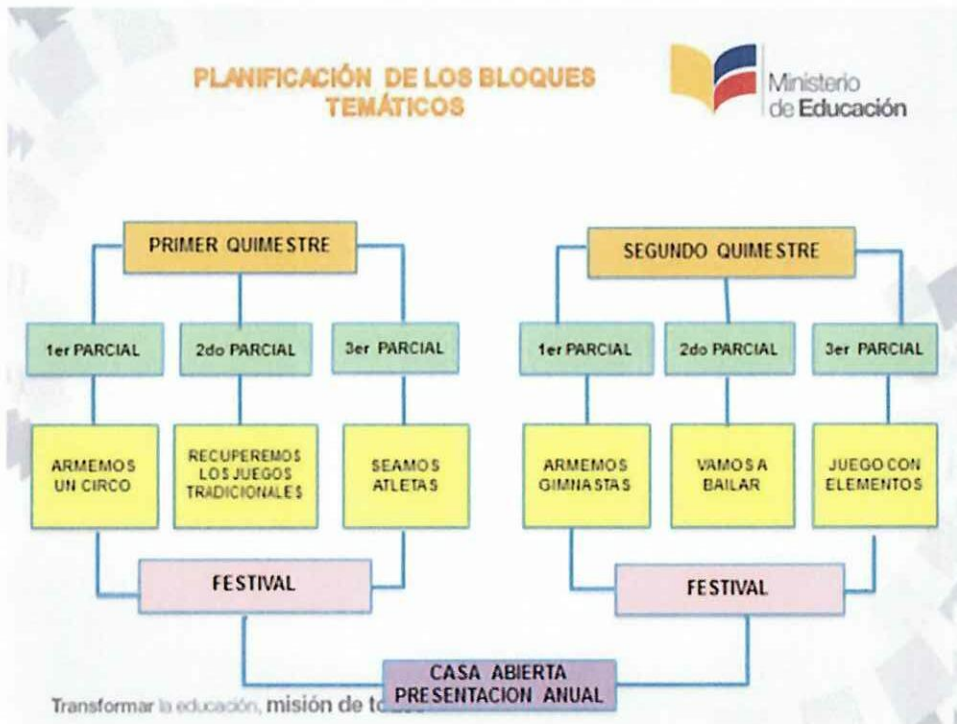 PLANIFICACIÓN DE LOS BLOQUES
TEMÁTICOS
Ministerio
de Educación
PRIMER QUIMESTRE
SEGUNDO QUIMESTRE
1er PARCIAL
2do PARCIAL
3er PARCIAL
1er PARCIAL
2do PARCIAL
3er PARCIAL
ARMEMOS
UN CIRCO
RECUPEREMOS
LOS JUEGOS
TRADICIONALES
SEAMOS
ATLETAS
ARMEMOS
GIMNASTAS
VAMOS A
BAILAR
JUEGO CON
ELEMENTOS
FESTIVAL
FESTIVAL
CASA ABIERTA
PRESENTACION ANUAL
Transformar la educación, misión de